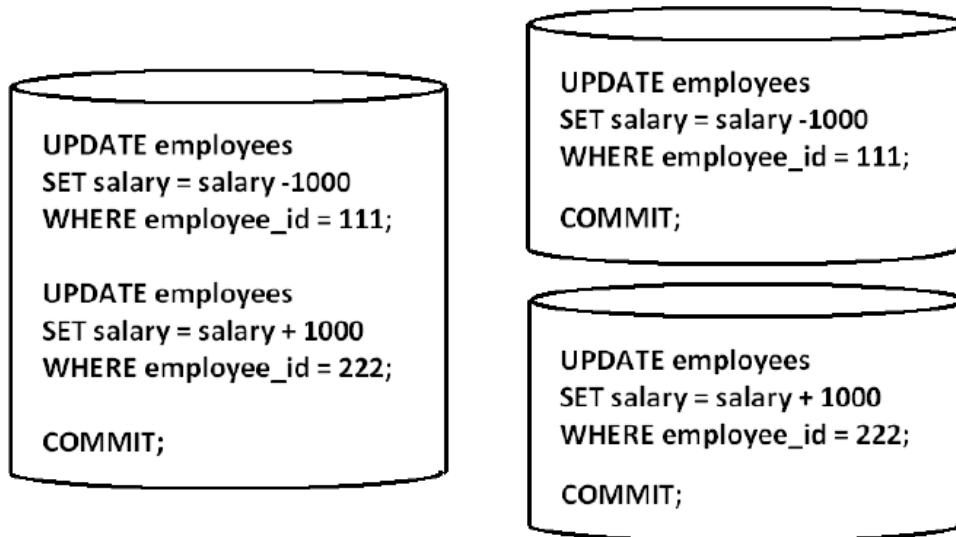 UPDATE employees
SET salary = salary -1000
WHERE employee_id = 111;
UPDATE employees
SET salary = salary + 1000
WHERE employee_id = 222;
COMMIT;
UPDATE employees
SET salary = salary -1000
WHERE employee_id = 111;
COMMIT;
UPDATE employees
SET salary = salary + 1000
WHERE employee_id = 222;
COMMIT;